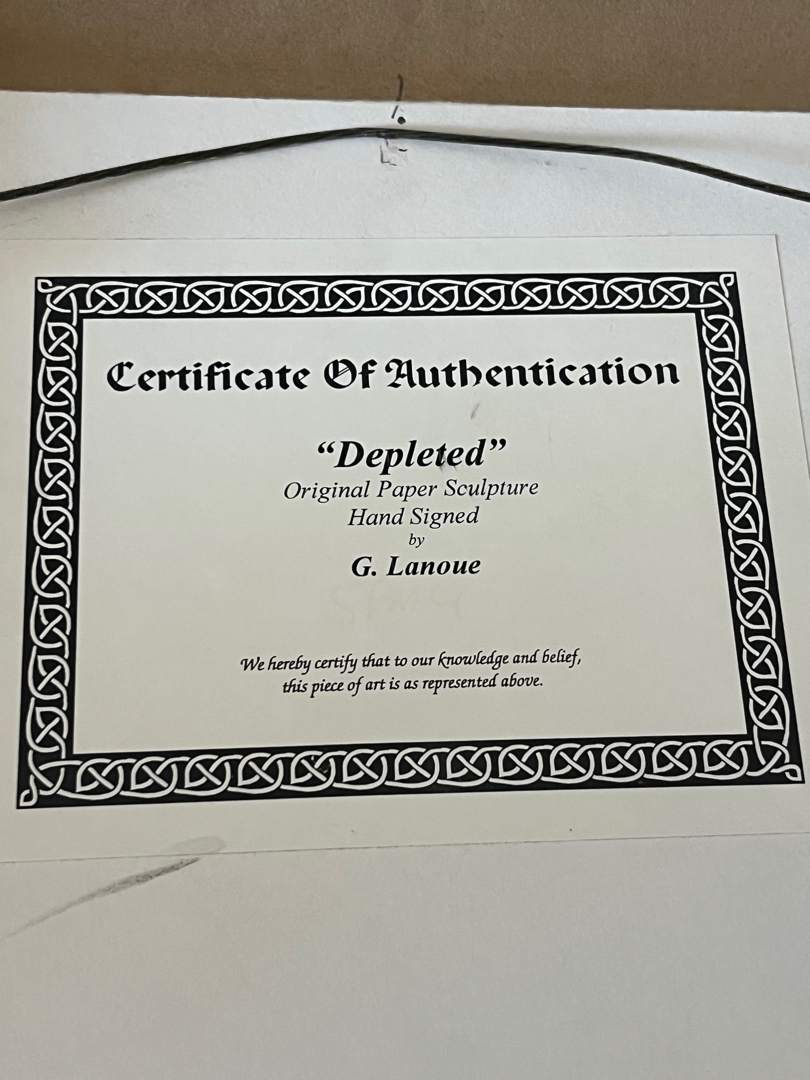 Certificate Of Authentication
“Depleted”
Original Paper Sculpture
Hand Signed
by
G. Lanoue
We hereby certify that to our knowledge and belief,
this piece of art is as represented above.